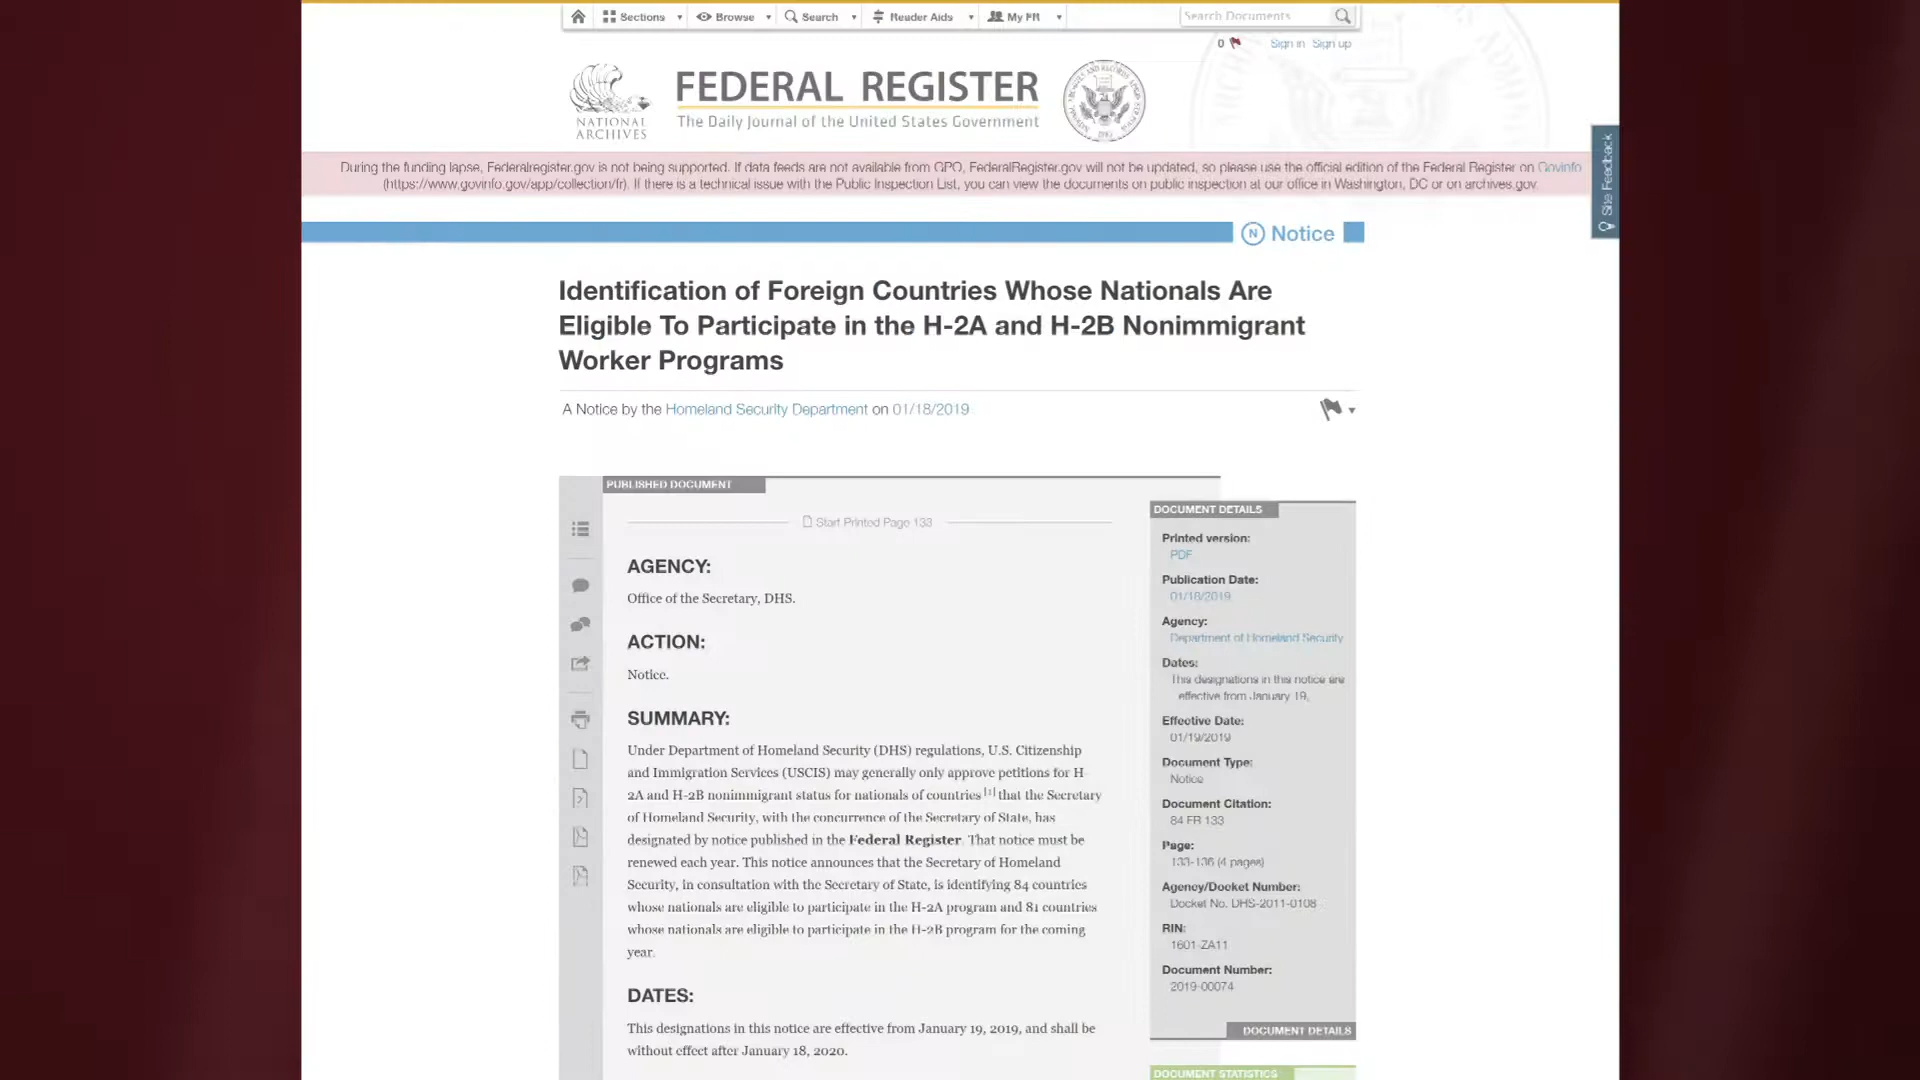 Sections Browse Search Reader Aids My FR Search Documents
0 Sign in Sign up
NATIONAL ARCHIVES
FEDERAL REGISTER
The Daily Journal of the United States Government
During the funding lapse, Federalregister.gov is not being supported. If data feeds are not available from GPO, FederalRegister.gov will not be updated, so please use the official edition of the Federal Register on Govinfo
(https://www.govinfo.gov/app/collection/fr). If there is a technical issue with the Public Inspection List, you can view the documents on public inspection at our office in Washington, DC or on archives.gov.
Site Feedback
N Notice
Identification of Foreign Countries Whose Nationals Are
Eligible To Participate in the H-2A and H-2B Nonimmigrant
Worker Programs
A Notice by the Homeland Security Department on 01/18/2019
PUBLISHED DOCUMENT
Start Printed Page 133
AGENCY:
Office of the Secretary, DHS.
ACTION:
Notice.
SUMMARY:
Under Department of Homeland Security (DHS) regulations, U.S. Citizenship
and Immigration Services (USCIS) may generally only approve petitions for H-
2A and H-2B nonimmigrant status for nationals of countries [1] that the Secretary
of Homeland Security, with the concurrence of the Secretary of State, has
designated by notice published in the Federal Register. That notice must be
renewed each year. This notice announces that the Secretary of Homeland
Security, in consultation with the Secretary of State, is identifying 84 countries
whose nationals are eligible to participate in the H-2A program and 81 countries
whose nationals are eligible to participate in the H-2B program for the coming
year.
DATES:
This designations in this notice are effective from January 19, 2019, and shall be
without effect after January 18, 2020.
DOCUMENT DETAILS
Printed version:
PDF
Publication Date:
01/18/2019
Agency:
Department of Homeland Security
Dates:
This designations in this notice are
effective from January 19,
Effective Date:
01/19/2019
Document Type:
Notice
Document Citation:
84 FR 133
Page:
133-136 (4 pages)
Agency/Docket Number:
Docket No. DHS-2011-0108
RIN:
1601-ZA11
Document Number:
2019-00074
DOCUMENT DETAILS
DOCUMENT STATISTICS